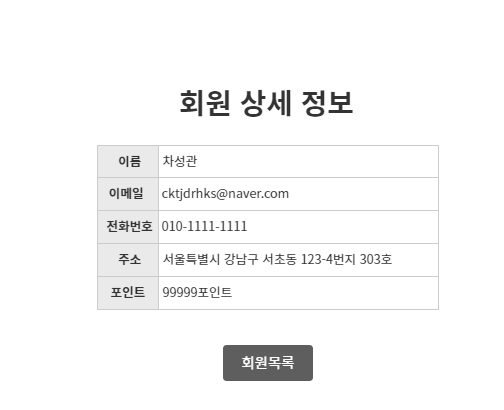 회원 상세 정보
이름 차성관
이메일 cktjdrhks@naver.com
전화번호 010-1111-1111
주소 서울특별시 강남구 서초동 123-4번지 303호
포인트 99999포인트
회원목록